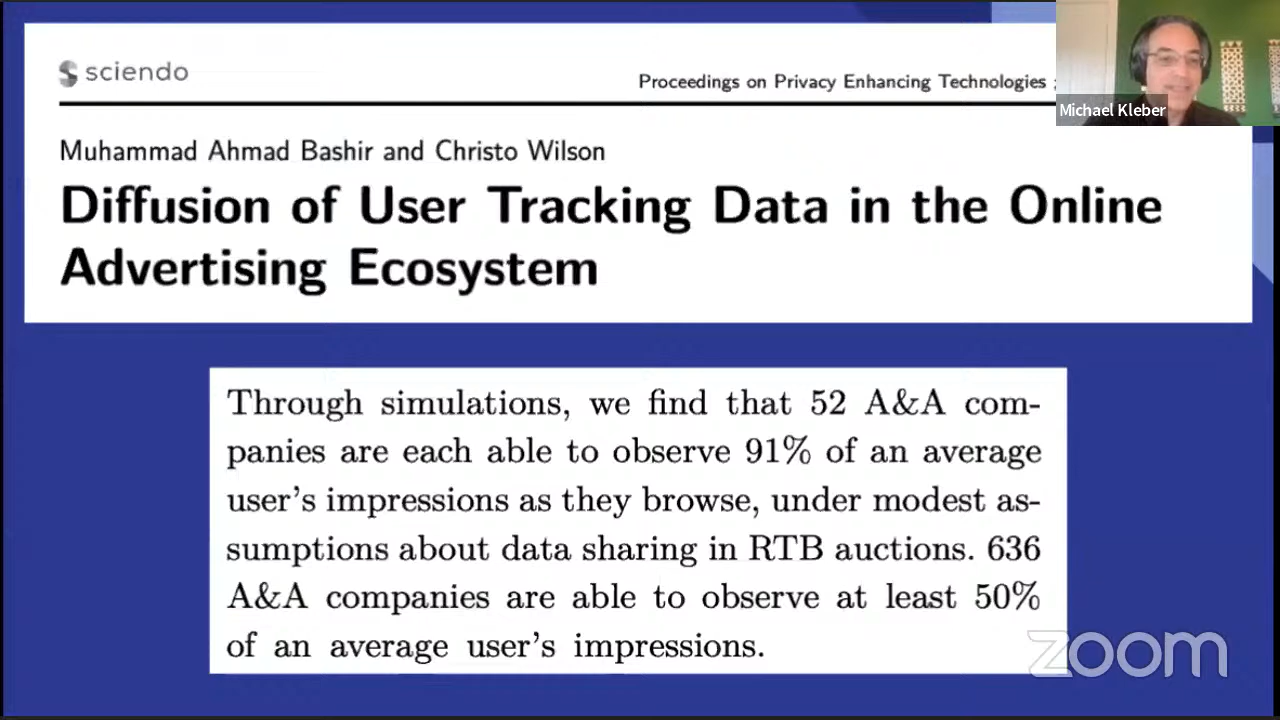 sciendo
Proceedings on Privacy Enhancing Technologies ;
Michael Kleber
Muhammad Ahmad Bashir and Christo Wilson
Diffusion of User Tracking Data in the Online
Advertising Ecosystem
Through simulations, we find that 52 A&A com-
panies are each able to observe 91% of an average
user's impressions as they browse, under modest as-
sumptions about data sharing in RTB auctions. 636
A&A companies are able to observe at least 50%
of an average user's impressions.
zoom